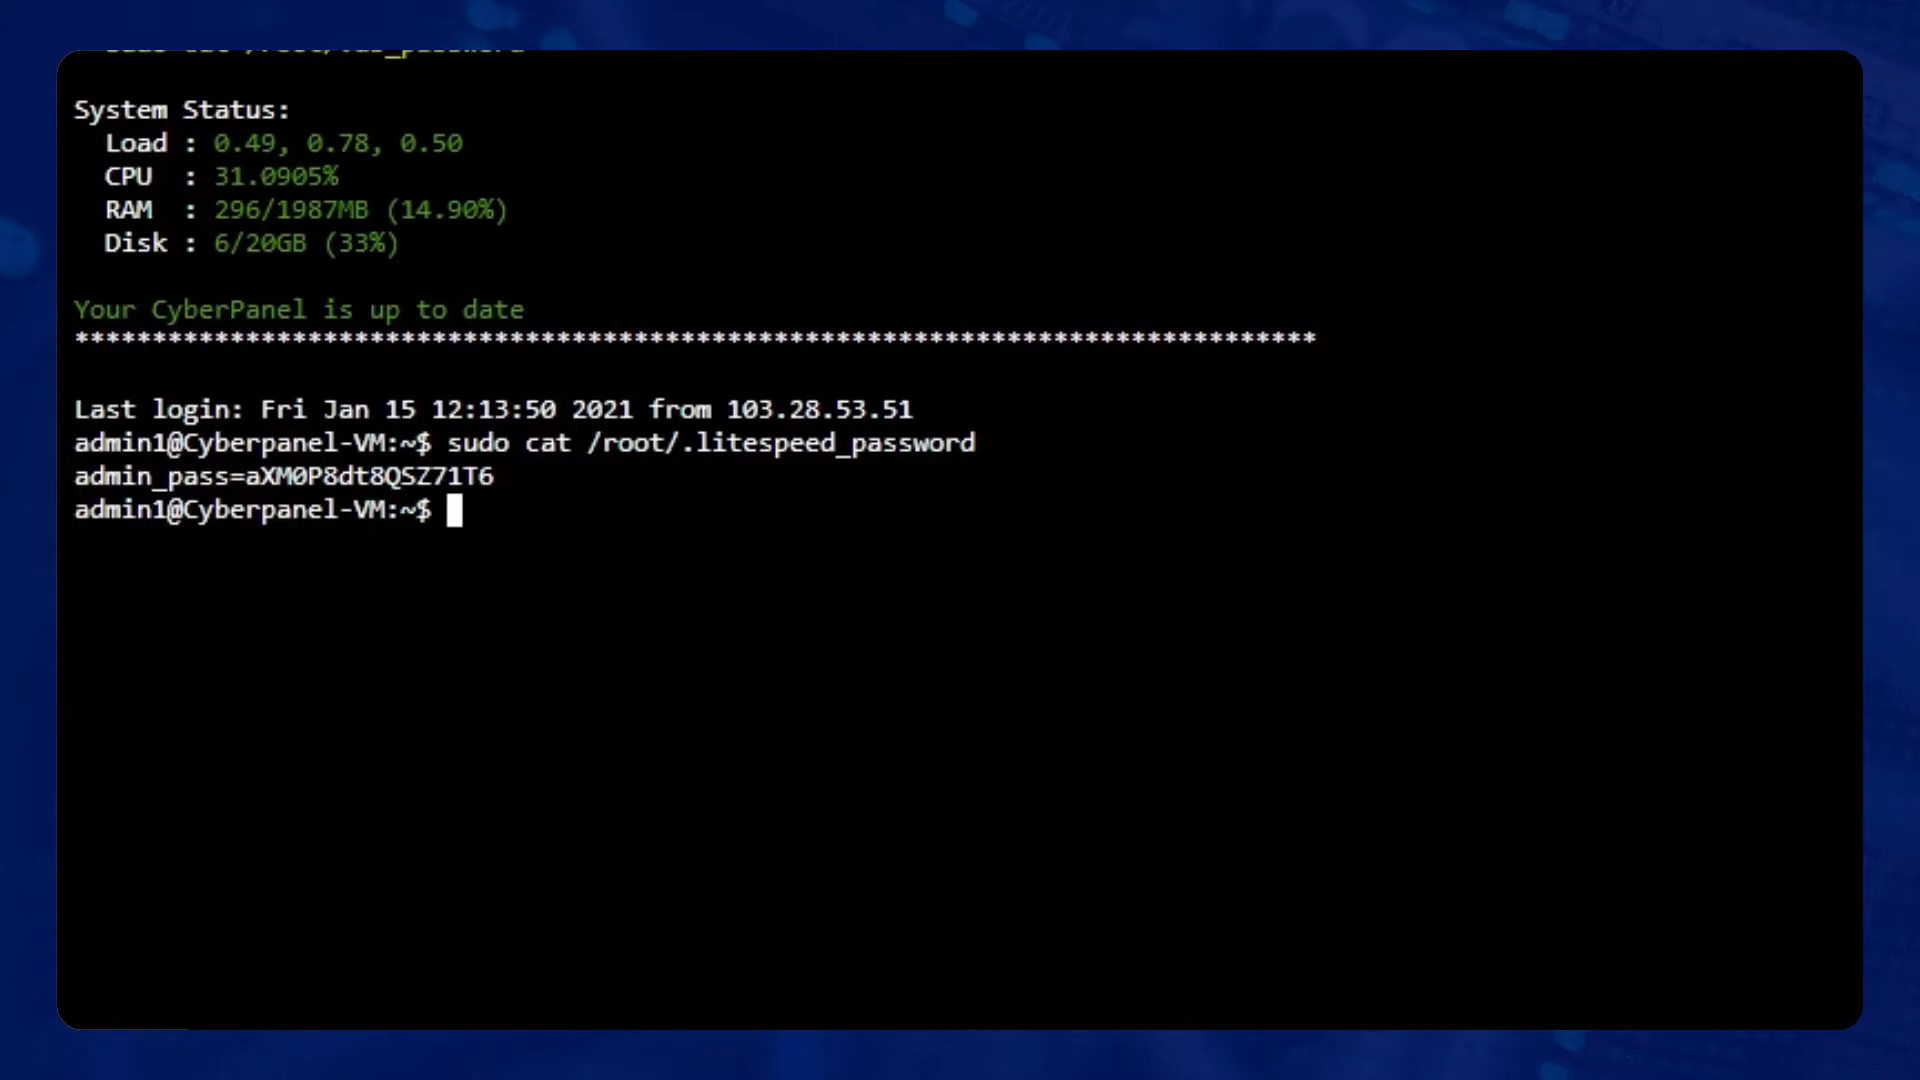 System Status:
Load : 0.49, 0.78, 0.50
CPU : 31.0905%
RAM : 296/1987MB (14.90%)
Disk : 6/20GB (33%)
Your CyberPanel is up to date
********************************************************************************
Last login: Fri Jan 15 12:13:50 2021 from 103.28.53.51
admin1@Cyberpanel-VM:~$ sudo cat /root/.litespeed_password
admin_pass=aXM0P8dt8QSZ71T6
admin1@Cyberpanel-VM:~$